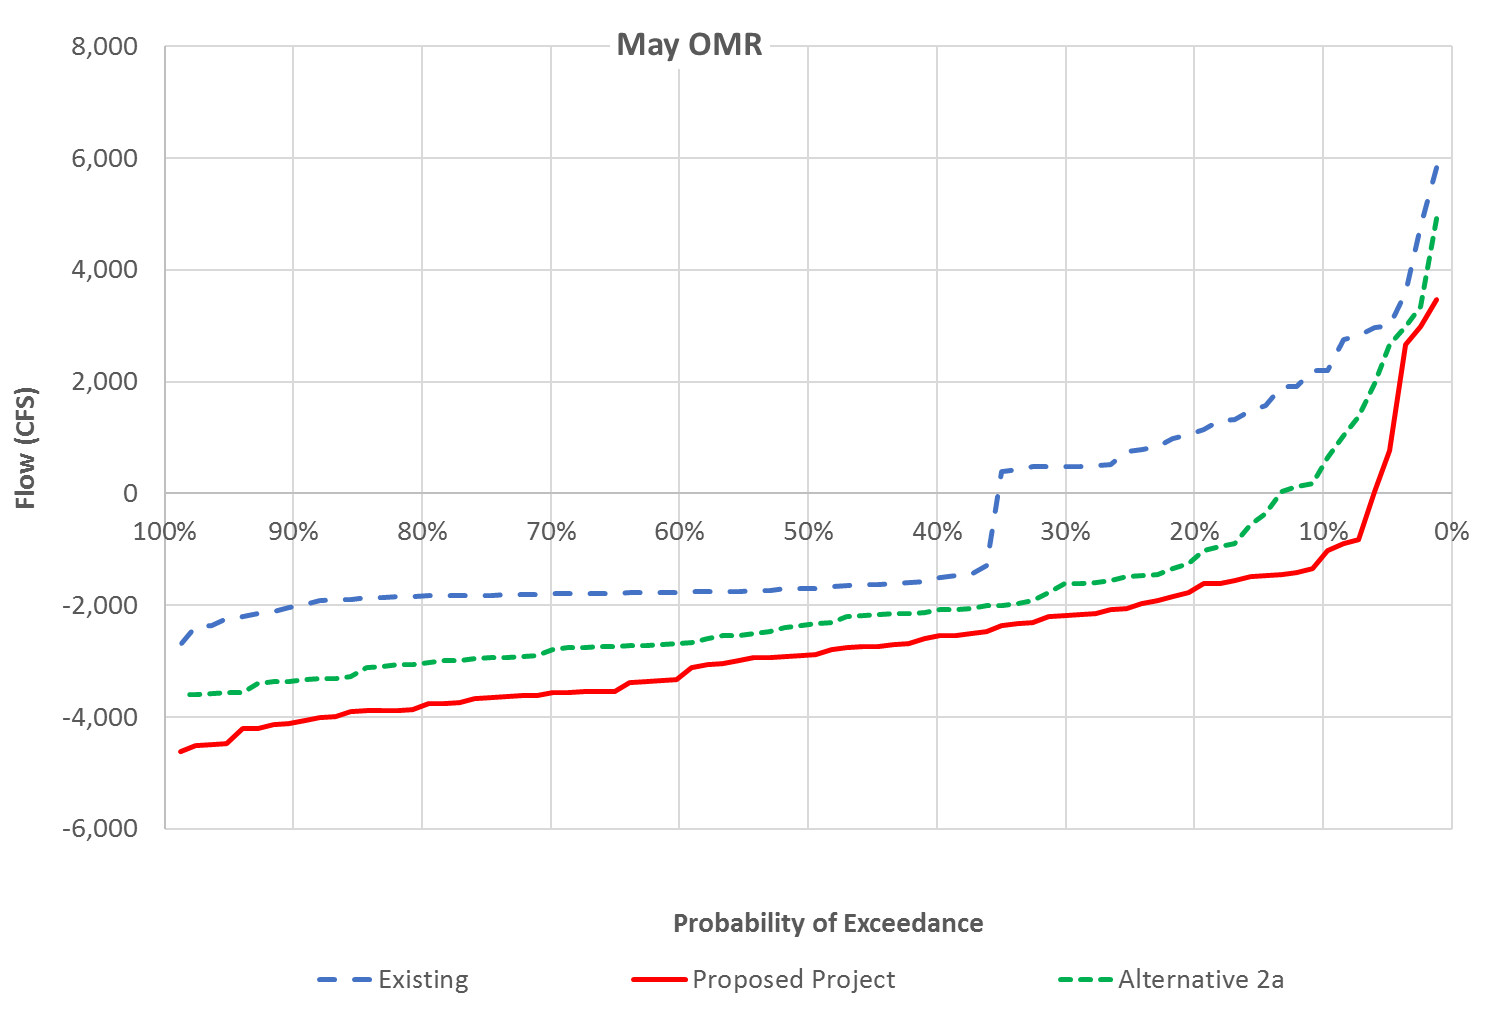 May OMR
8,000
6,000
4,000
2,000
0
-2,000
-4,000
-6,000
Flow (CFS)
100% 90% 80% 70% 60% 50% 40% 30% 20% 10% 0%
Probability of Exceedance
Existing Proposed Project Alternative 2a